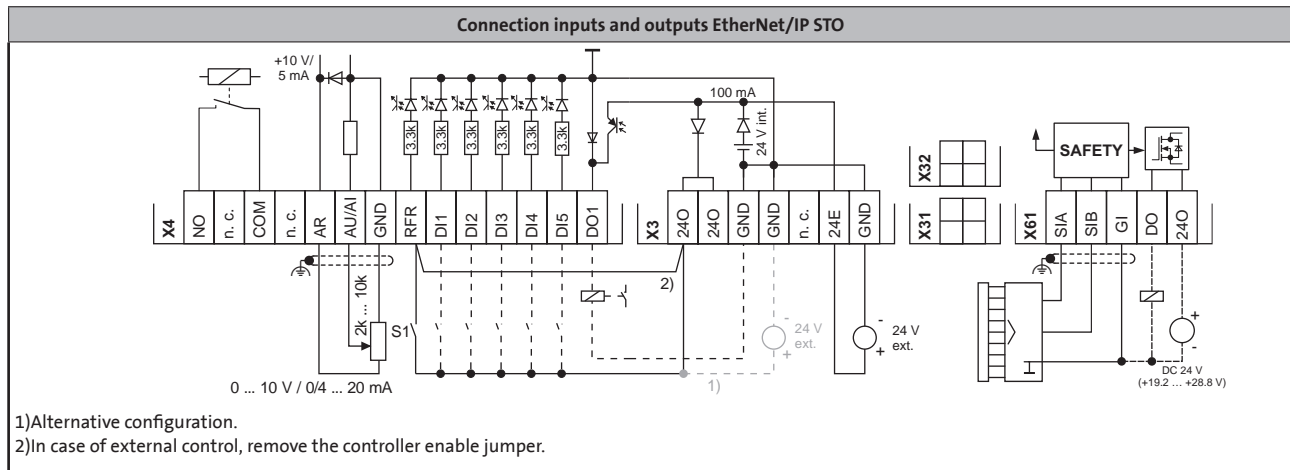 Connection inputs and outputs EtherNet/IP STO
+10 V/
5 mA
3.3k
3.3k
3.3k
3.3k
3.3k
3.3k
100 mA
24 V int.
SAFETY
X4
NO
n. c.
COM
n. c.
AR
AU/AI
GND
RFR
DI1
DI2
DI3
DI4
DI5
DO1
X3
24O
24O
GND
GND
n. c.
24E
GND
X32
X31
X61
SIA
SIB
GI
DO
24O
2)
2k ... 10k
S1
-
24 V
ext.
+
-
24 V
ext.
+
+
-
DC 24 V
(+19.2 ... +28.8 V)
0 ... 10 V / 0/4 ... 20 mA
1)
1)Alternative configuration.
2)In case of external control, remove the controller enable jumper.